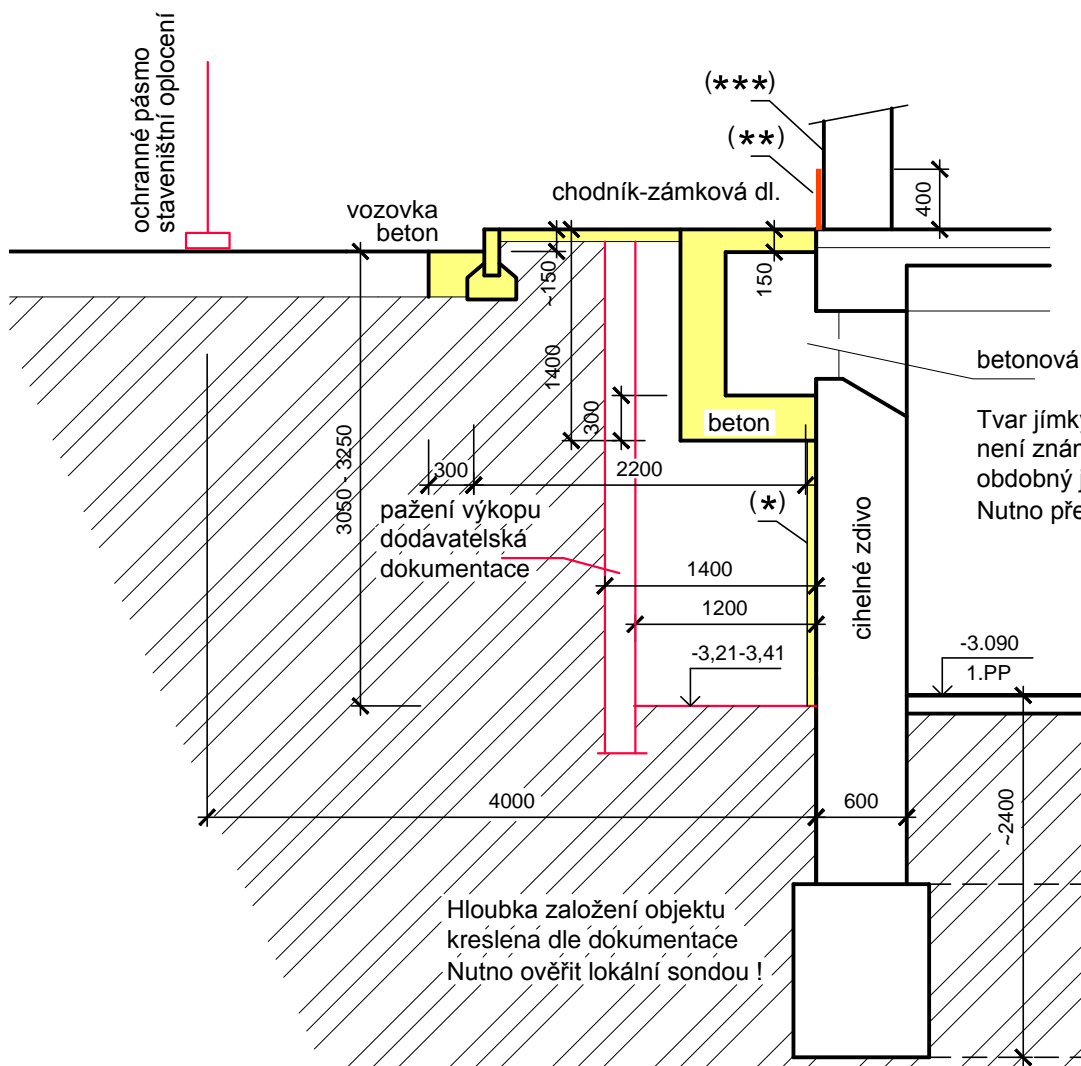 ochranné pásmo
staveništní oplocení
(***)
(**)
chodník-zámková dl.
400
vozovka
beton
~150
150
1400
300
betonová
beton
Tvar jímky
není znám
obdobný j
Nutno pře
3050 - 3250
300
2200
(*)
pažení výkopu
dodavatelská
dokumentace
1400
1200
cihelné zdivo
-3,21-3,41
-3.090
1.PP
4000
600
~2400
Hloubka založení objektu
kreslena dle dokumentace
Nutno ověřit lokální sondou !